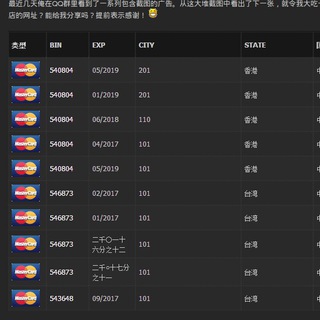 最近几天俺在QQ群里看到了一系列包含截图的广告。从这大堆截图中看出了下一张，就令我大吃
店的网址？能给我分享吗？提前表示感谢！
类型 BIN EXP CITY STATE
MasterCard 540804 05/2019 201 香港
MasterCard 540804 01/2019 201 香港
MasterCard 540804 06/2018 110 香港
MasterCard 540804 04/2017 101 香港
MasterCard 540804 05/2019 101 香港
MasterCard 546873 02/2017 101 台湾
MasterCard 546873 01/2017 101 台湾
MasterCard 546873 二千〇一十 101 台湾
六分之十二
MasterCard 546873 二千○十七分 101 台湾
之十一
MasterCard 543648 09/2017 101 台湾